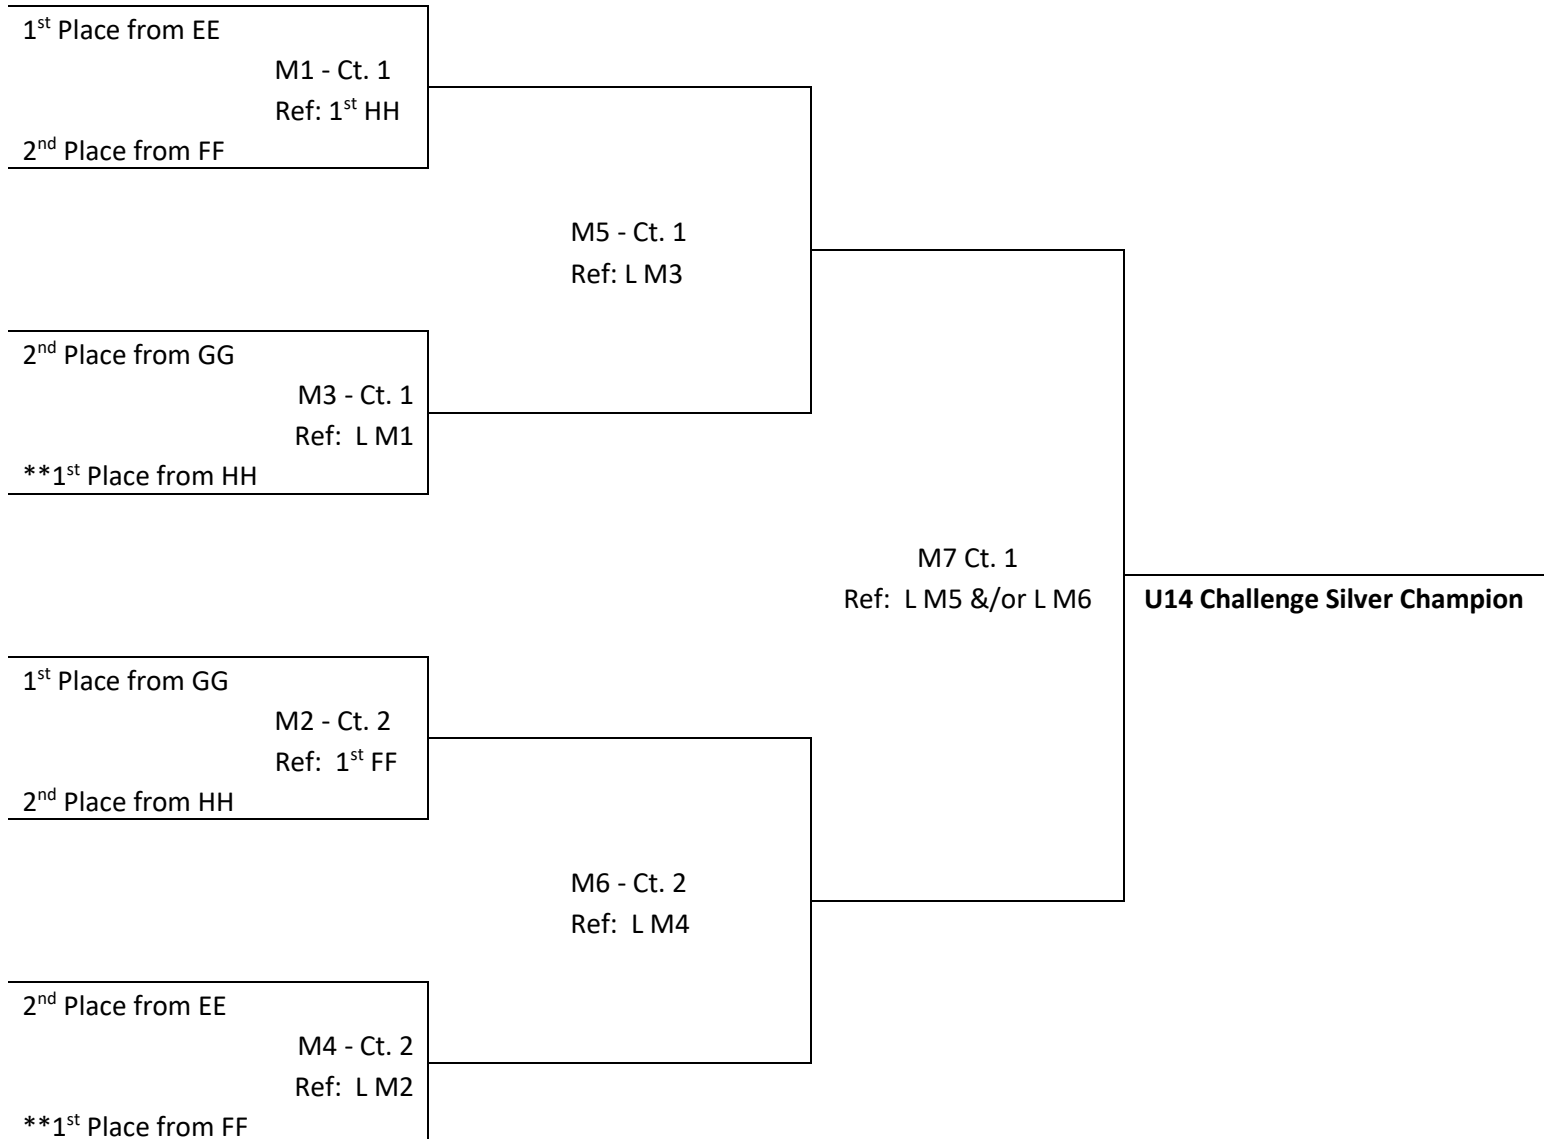 1st Place from EE
M1 - Ct. 1
Ref: 1st HH
2nd Place from FF
M5 - Ct. 1
Ref: L M3
2nd Place from GG
M3 - Ct. 1
Ref: L M1
**1st Place from HH
M7 Ct. 1
Ref: L M5 &/or L M6
U14 Challenge Silver Champion
1st Place from GG
M2 - Ct. 2
Ref: 1st FF
2nd Place from HH
M6 - Ct. 2
Ref: L M4
2nd Place from EE
M4 - Ct. 2
Ref: L M2
**1st Place from FF